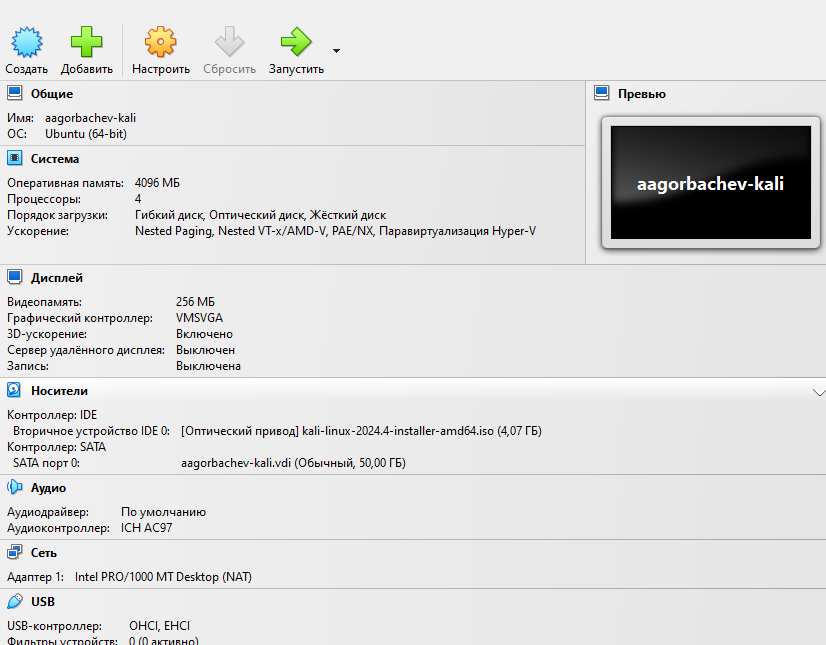 Создать Добавить Настроить Сбросить Запустить
Общие
Имя: aagorbachev-kali
ОС: Ubuntu (64-bit)
Система
Оперативная память: 4096 МБ
Процессоры: 4
Порядок загрузки: Гибкий диск, Оптический диск, Жёсткий диск
Ускорение: Nested Paging, Nested VT-x/AMD-V, PAE/NX, Паравиртуализация Hyper-V
Превью
aagorbachev-kali
Дисплей
Видеопамять: 256 МБ
Графический контроллер: VMSVGA
3D-ускорение: Включено
Сервер удалённого дисплея: Выключен
Запись: Выключена
Носители
Контроллер: IDE
Вторичное устройство IDE 0: [Оптический привод] kali-linux-2024.4-installer-amd64.iso (4,07 ГБ)
Контроллер: SATA
SATA порт 0: aagorbachev-kali.vdi (Обычный, 50,00 ГБ)
Аудио
Аудиодрайвер: По умолчанию
Аудиоконтроллер: ICH AC97
Сеть
Адаптер 1: Intel PRO/1000 MT Desktop (NAT)
USB
USB-контроллер: OHCI, EHCI
Фильтры устройств: 0 (0 активно)